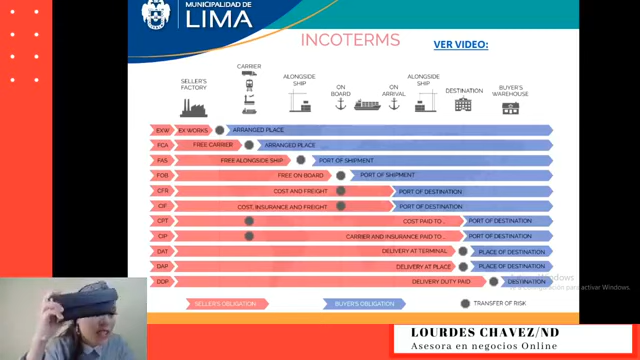 MUNICIPALIDAD DE
LIMA
INCOTERMS
VER VIDEO:
SELLER'S
FACTORY
CARRIER
ALONGSIDE
SHIP
ON
BOARD
ON
ARRIVAL
ALONGSIDE
SHIP
DESTINATION
BUYER'S
WAREHOUSE
EXW EX WORKS ARRANGED PLACE
FCA FREE CARRIER ARRANGED PLACE
FAS FREE ALONGSIDE SHIP PORT OF SHIPMENT
FOB FREE ON BOARD PORT OF SHIPMENT
CFR COST AND FREIGHT PORT OF DESTINATION
CIF COST, INSURANCE AND FREIGHT PORT OF DESTINATION
CPT COST PAID TO ... PORT OF DESTINATION
CIP CARRIER AND INSURANCE PAID TO ... PORT OF DESTINATION
DAT DELIVERY AT TERMINAL PLACE OF DESTINATION
DAP DELIVERY AT PLACE PLACE OF DESTINATION
DDP DELIVERY DUTY PAID DESTINATION
Windows
configuración para activar Windows.
SELLER'S OBLIGATION BUYER'S OBLIGATION TRANSFER OF RISK
LOURDES CHAVEZ/ND
Asesora en negocios Online